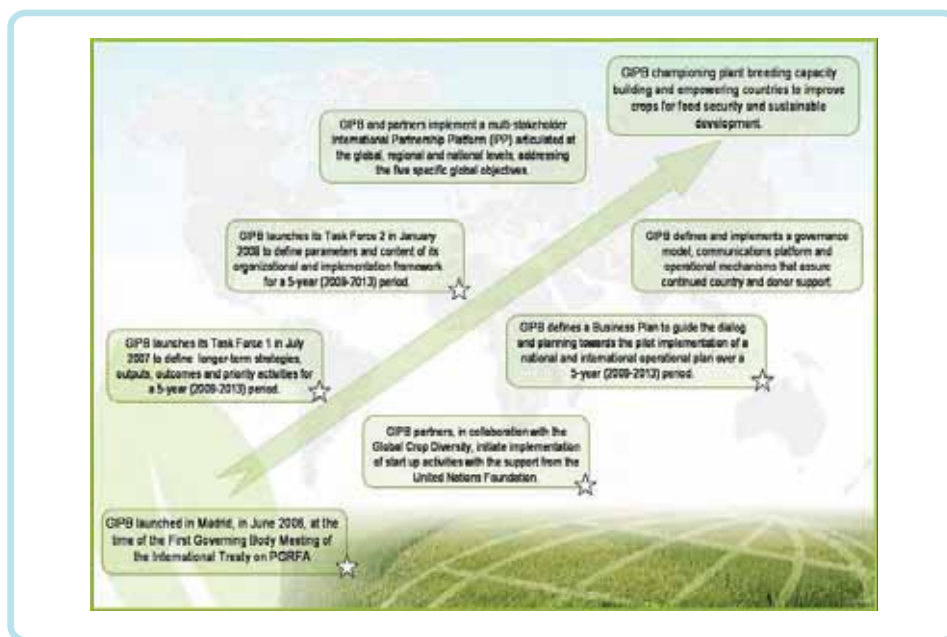 GIPB championing plant breeding capacity
building and empowering countries to improve
crops for food security and sustainable
development.
GIPB and partners implement a multi-stakeholder
International Partnership Platform (IPP) articulated at
the global, regional and national levels, addressing
the five specific global objectives.
GIPB launches its Task Force 2 in January
2008 to define parameters and content of its
organizational and implementation framework
for a 5-year (2009-2013) period.
GIPB defines and implements a governance
model, communications platform and
operational mechanisms that assure
continued country and donor support.
GIPB launches its Task Force 1 in July
2007 to define longer-term strategies,
outputs, outcomes and priority activities for
a 5-year (2009-2013) period.
GIPB defines a Business Plan to guide the dialog
and planning towards the pilot implementation of a
national and international operational plan over a
5-year (2009-2013) period.
GIPB partners, in collaboration with the
Global Crop Diversity, initiate implementation
of start up activities with the support from the
United Nations Foundation.
GIPB launched in Madrid, in June 2006, at the
time of the First Governing Body Meeting of
the International Treaty on PGRFA